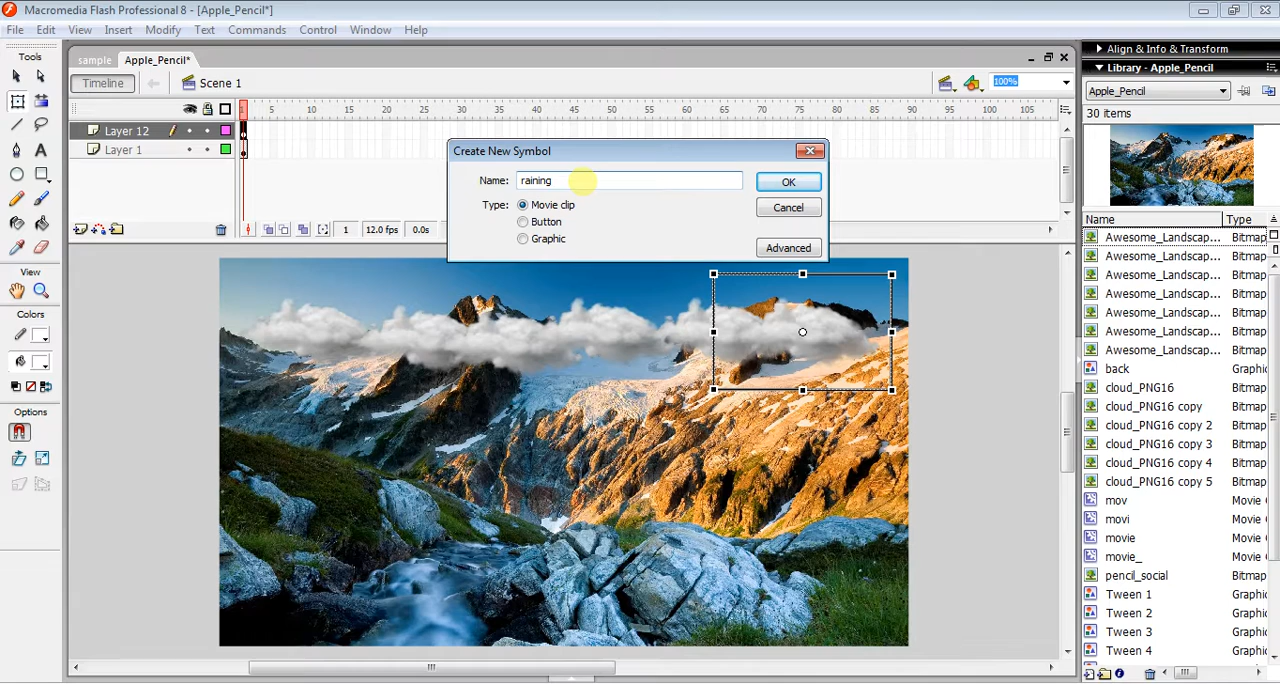 Macromedia Flash Professional 8 - [Apple_Pencil*]
File Edit View Insert Modify Text Commands Control Window Help
Tools
View
Colors
Options
sample Apple_Pencil*
Timeline Scene 1 100%
5 10 15 20 25 30 35 40 45 50 55 60 65 70 75 80 85 90 95 100 105
Layer 12
Layer 1
1 12.0 fps 0.0s
Create New Symbol
Name: raining OK
Type: Movie clip Cancel
Button
Graphic
Advanced
Align & Info & Transform
Library - Apple_Pencil
Apple_Pencil
30 items
Name Type
Awesome_Landscap... Bitmap
Awesome_Landscap... Bitmap
Awesome_Landscap... Bitmap
Awesome_Landscap... Bitmap
Awesome_Landscap... Bitmap
Awesome_Landscap... Bitmap
Awesome_Landscap... Bitmap
back Graphic
cloud_PNG16 Bitmap
cloud_PNG16 copy Bitmap
cloud_PNG16 copy 2 Bitmap
cloud_PNG16 copy 3 Bitmap
cloud_PNG16 copy 4 Bitmap
cloud_PNG16 copy 5 Bitmap
mov Movie
movi Movie
movie Movie
movie_ Movie
pencil_social Bitmap
Tween 1 Graphic
Tween 2 Graphic
Tween 3 Graphic
Tween 4 Graphic